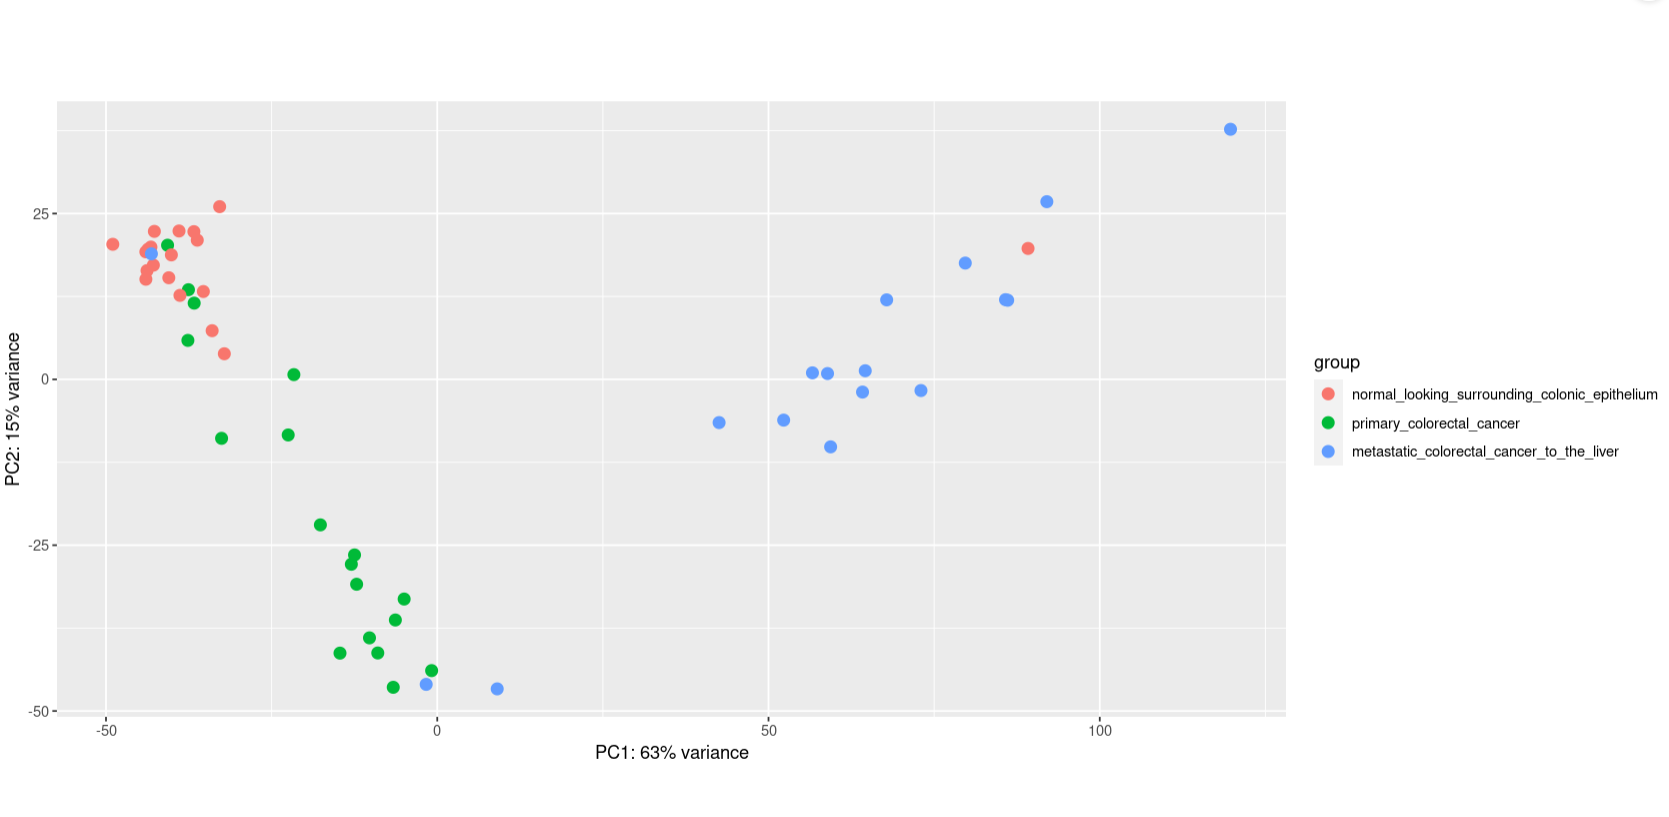 25
0
-25
-50
-50
0
50
100
PC1: 63% variance
PC2: 15% variance
group
normal_looking_surrounding_colonic_epithelium
primary_colorectal_cancer
metastatic_colorectal_cancer_to_the_liver